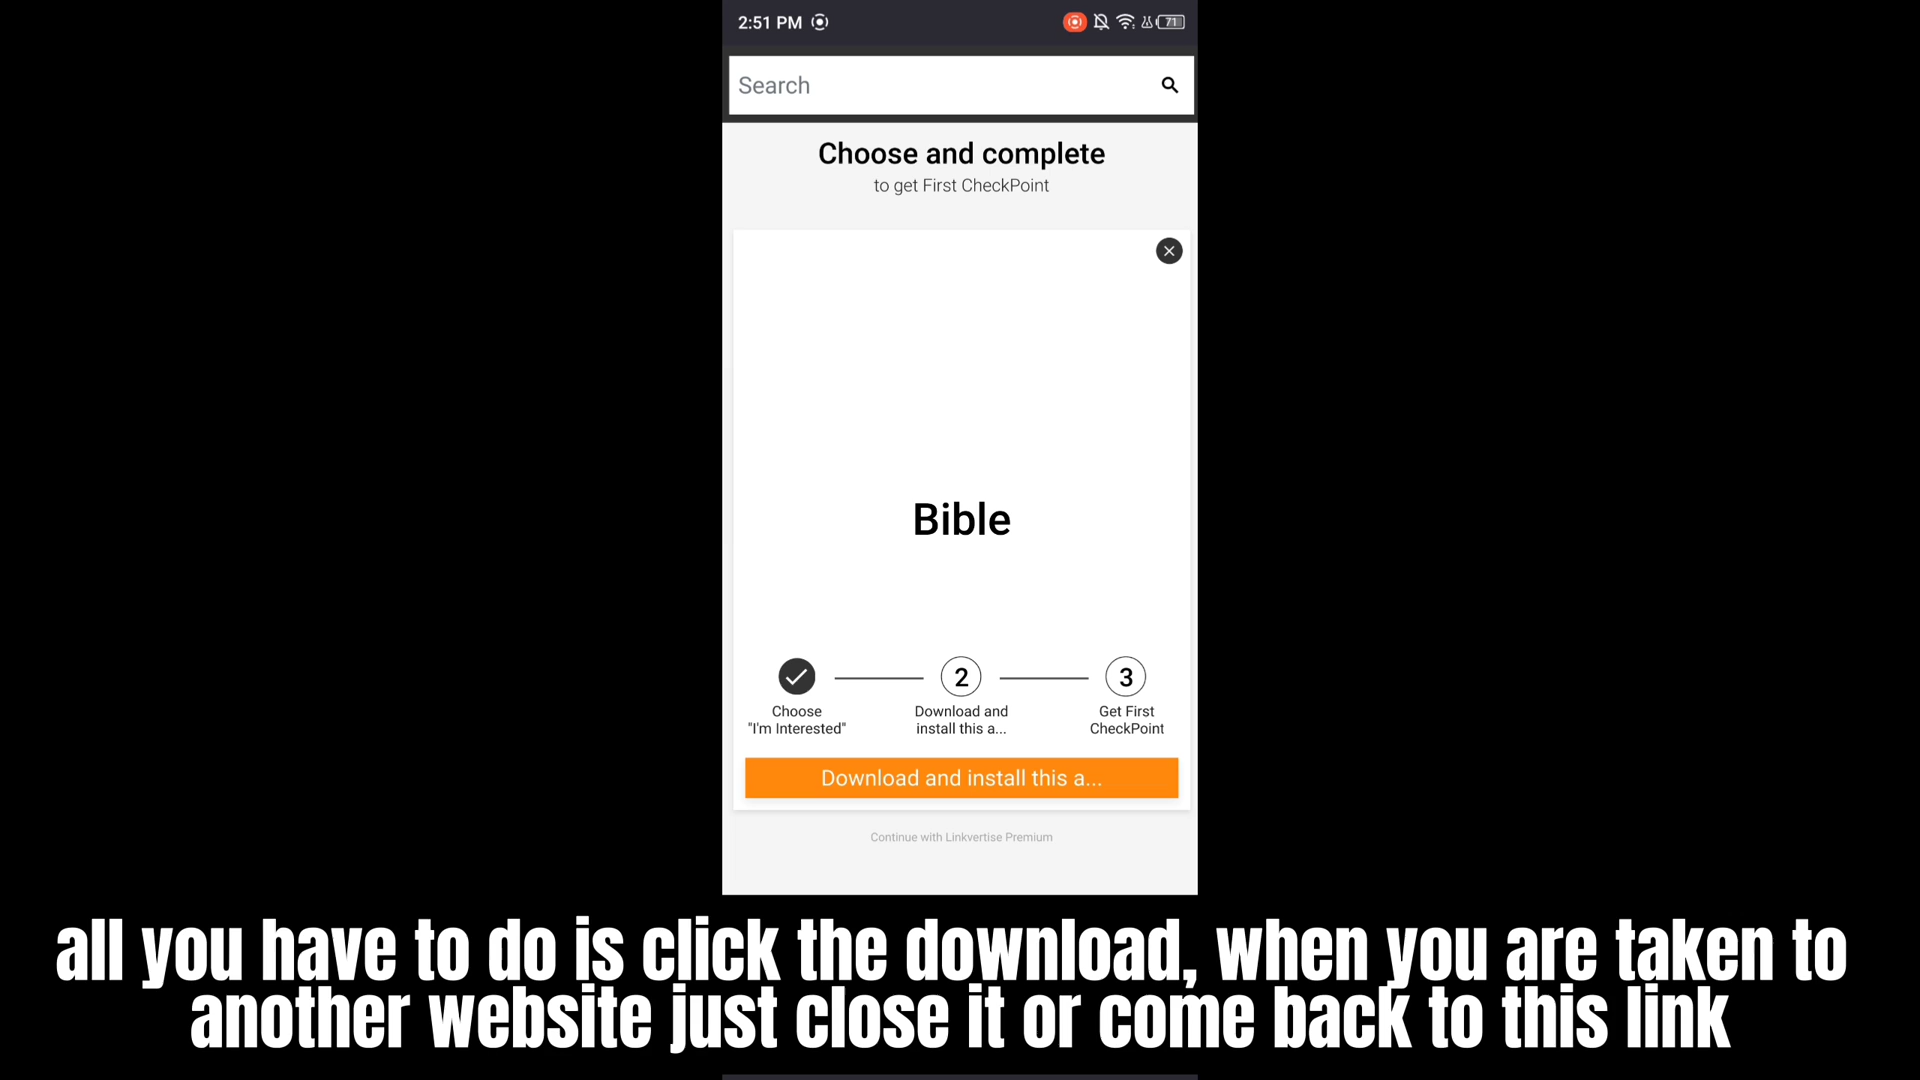 2:51 PM
71
Search
Choose and complete
to get First CheckPoint
Bible
2
3
Choose
"I'm Interested"
Download and
install this a...
Get First
CheckPoint
Download and install this a...
Continue with Linkvertise Premium
all you have to do is click the download, when you are taken to
another website just close it or come back to this link